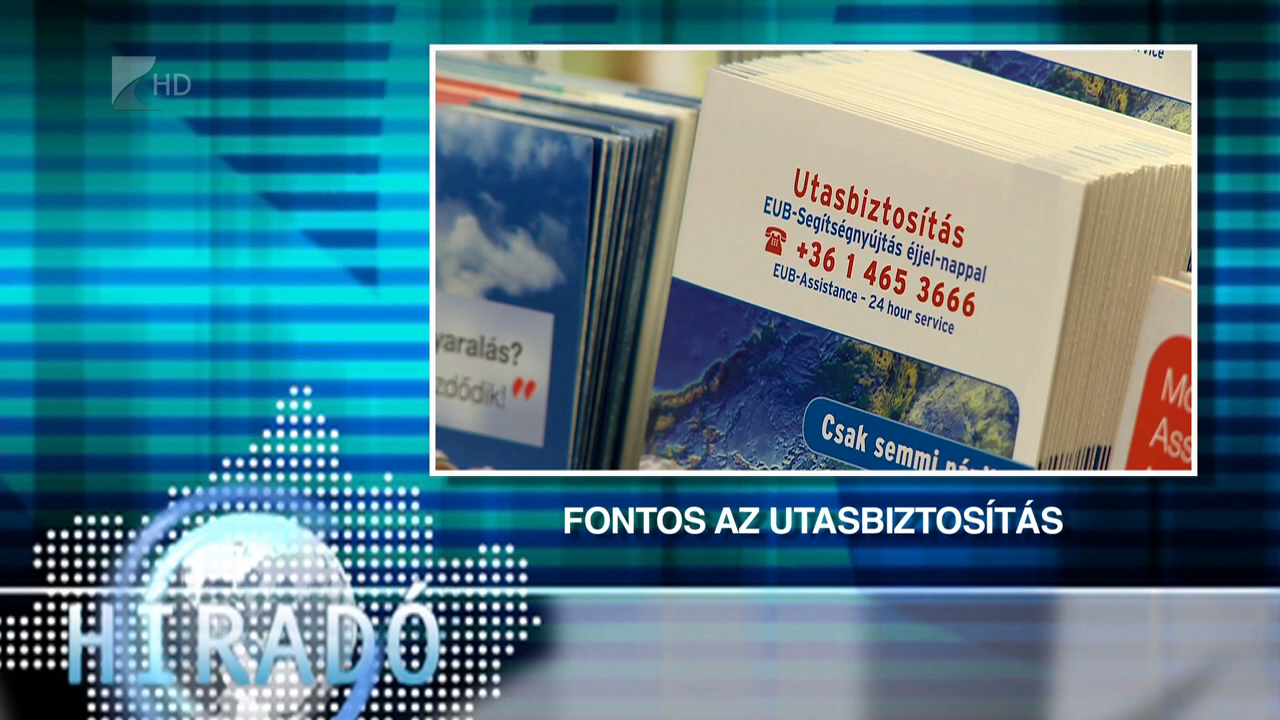 HD
service
Utasbiztosítás
EUB-Segítségnyújtás éjjel-nappal
+36 1 465 3666
EUB-Assistance - 24 hour service
Csak semmi
FONTOS AZ UTASBIZTOSÍTÁS
HÍRADÓ